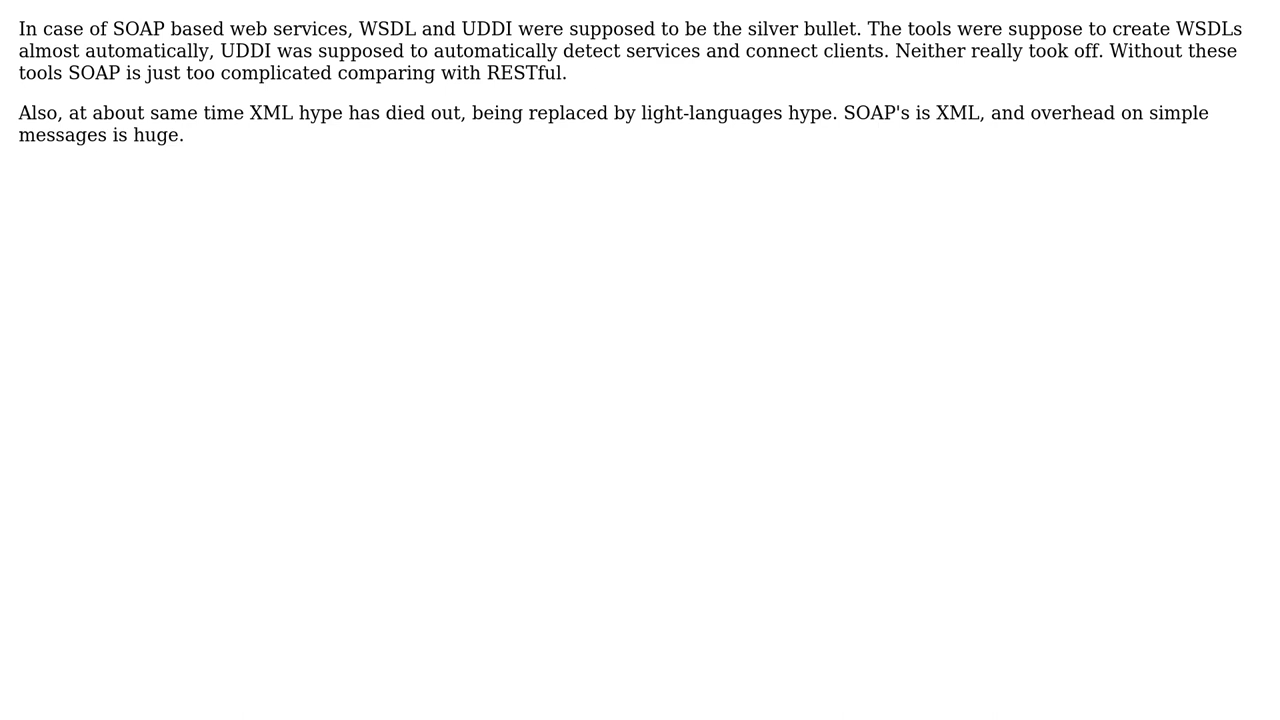 In case of SOAP based web services, WSDL and UDDI were supposed to be the silver bullet. The tools were suppose to create WSDLs
almost automatically, UDDI was supposed to automatically detect services and connect clients. Neither really took off. Without these
tools SOAP is just too complicated comparing with RESTful.
Also, at about same time XML hype has died out, being replaced by light-languages hype. SOAP's is XML, and overhead on simple
messages is huge.